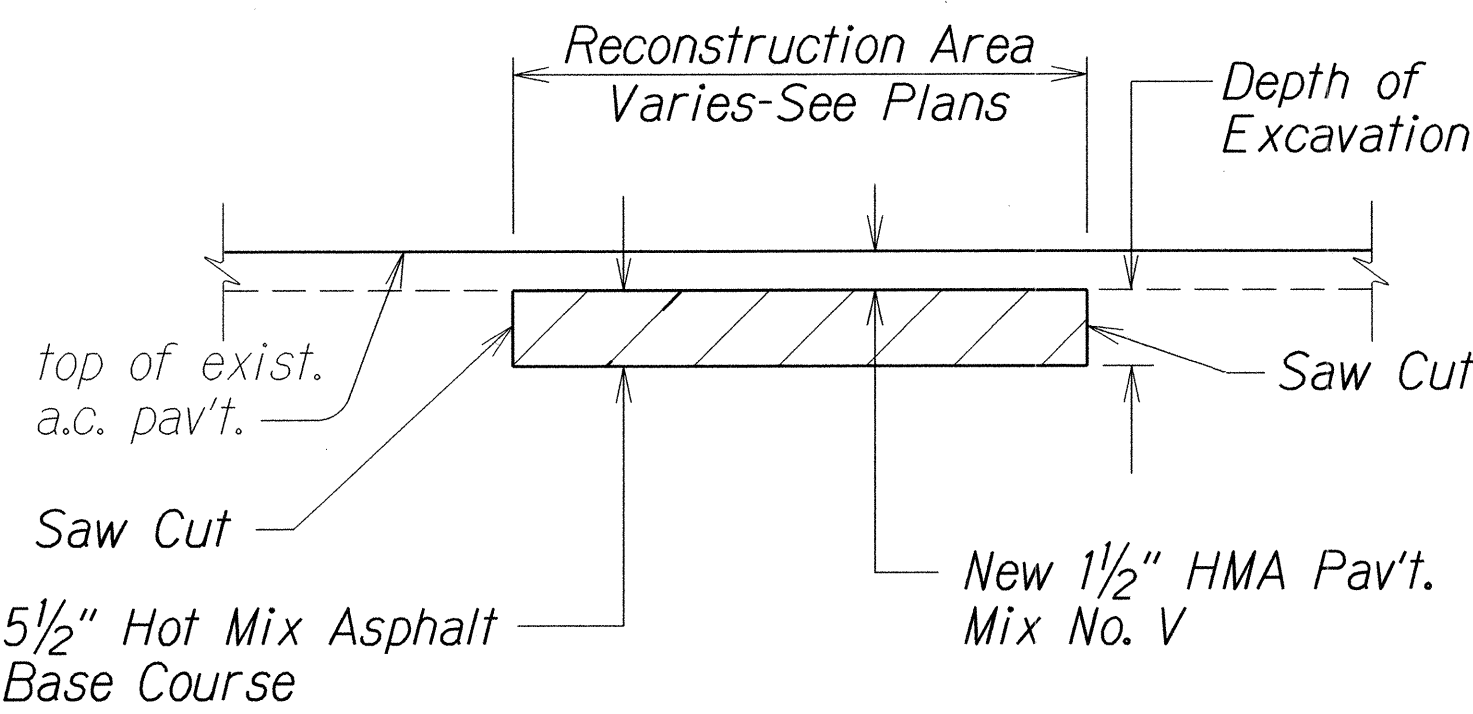 Reconstruction Area
Varies-See Plans
Depth of
Excavation
top of exist.
a.c. pav't.
Saw Cut
Saw Cut
5½" Hot Mix Asphalt
Base Course
New 1½" HMA Pav't.
Mix No. V